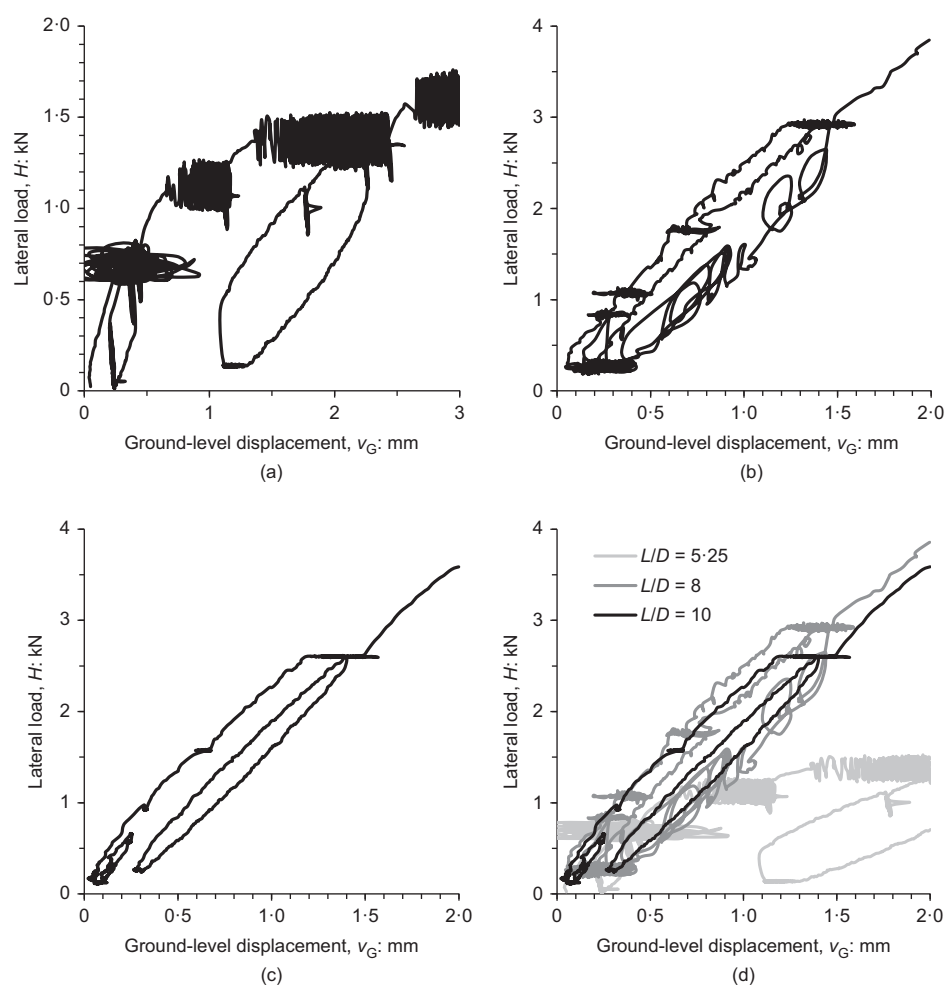 2·0
1·5
1·0
0·5
0
Lateral load, H: kN
0
1
2
3
Ground-level displacement, vG: mm
(a)
4
3
2
1
0
Lateral load, H: kN
0
0·5
1·0
1·5
2·0
Ground-level displacement, vG: mm
(b)
4
3
2
1
0
Lateral load, H: kN
0
0·5
1·0
1·5
2·0
Ground-level displacement, vG: mm
(c)
4
3
2
1
0
Lateral load, H: kN
L/D = 5·25
L/D = 8
L/D = 10
0
0·5
1·0
1·5
2·0
Ground-level displacement, vG: mm
(d)